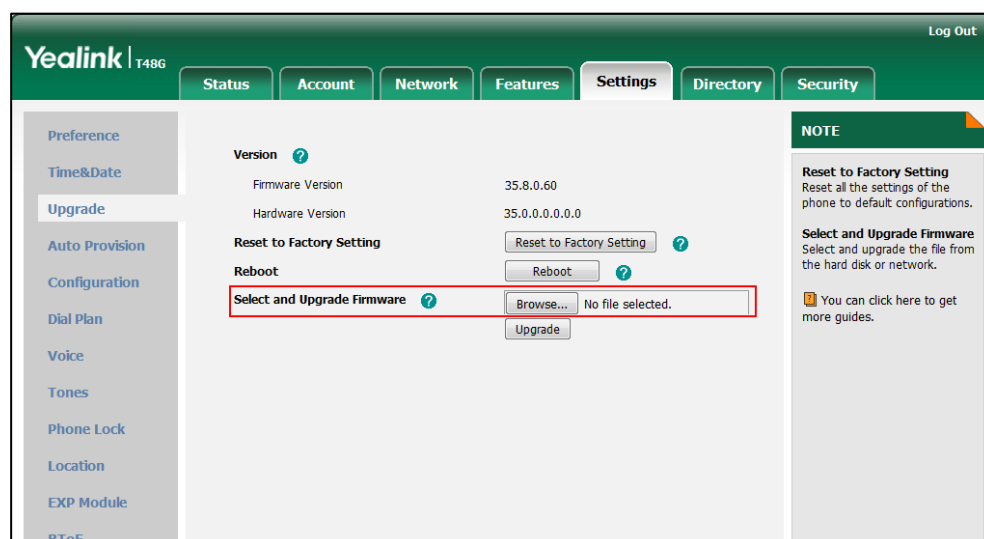 Log Out
Yealink | T48G
Status Account Network Features Settings Directory Security
Preference
Time&Date
Upgrade
Auto Provision
Configuration
Dial Plan
Voice
Tones
Phone Lock
Location
EXP Module
Version ?
Firmware Version 35.8.0.60
Hardware Version 35.0.0.0.0.0.0
Reset to Factory Setting Reset to Factory Setting ?
Reboot Reboot ?
Select and Upgrade Firmware ? Browse... No file selected.
Upgrade
NOTE
Reset to Factory Setting
Reset all the settings of the
phone to default configurations.
Select and Upgrade Firmware
Select and upgrade the file from
the hard disk or network.
? You can click here to get
more guides.